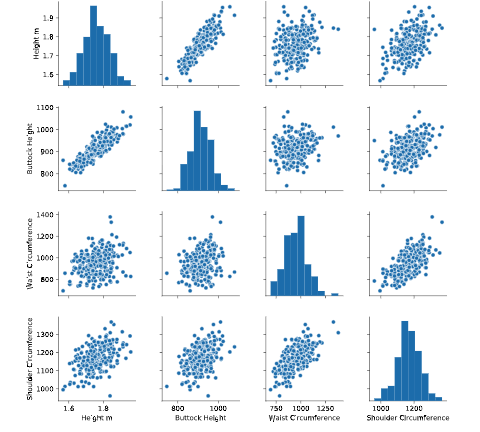 Height m
1.9
1.8
1.7
1.6
Buttock Height
1100
1000
900
800
Waist Circumference
1400
1200
1000
800
Shoulder Circumference
1300
1200
1100
1000
1.6 1.8
800 1000
750 1000 1250
1000 1200
Height m
Buttock Height
Waist Circumference
Shoulder Circumference